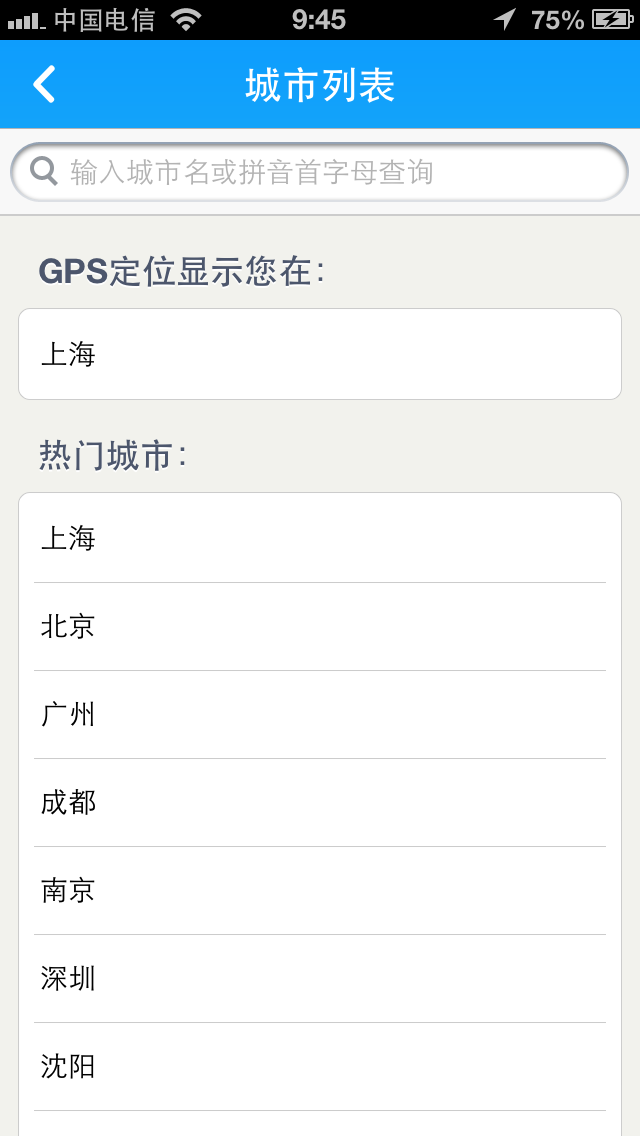 中国电信 9:45 75%
城市列表
输入城市名或拼音首字母查询
GPS定位显示您在:
上海
热门城市:
上海
北京
广州
成都
南京
深圳
沈阳